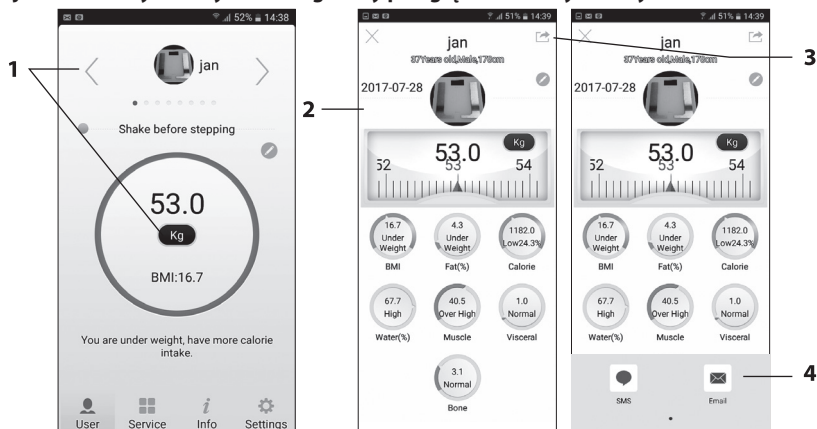 52% 14:38
1
jan
Shake before stepping
53.0
Kg
BMI:16.7
You are under weight, have more calorie
intake.
User
Service
Info
Settings
51% 14:39
jan
37Years old,Male,178cm
2017-07-28
2
Kg
53.0
52 53 54
16.7
Under
Weight
BMI
4.3
Under
Weight
Fat(%)
1182.0
Low24.3%
Calorie
67.7
High
Water(%)
40.5
Over High
Muscle
1.0
Normal
Visceral
3.1
Normal
Bone
51% 14:39
jan
3
37Years old,Male,178cm
2017-07-28
Kg
53.0
52 53 54
16.7
Under
Weight
BMI
4.3
Under
Weight
Fat(%)
1182.0
Low24.3%
Calorie
67.7
High
Water(%)
40.5
Over High
Muscle
1.0
Normal
Visceral
SMS
Email
4